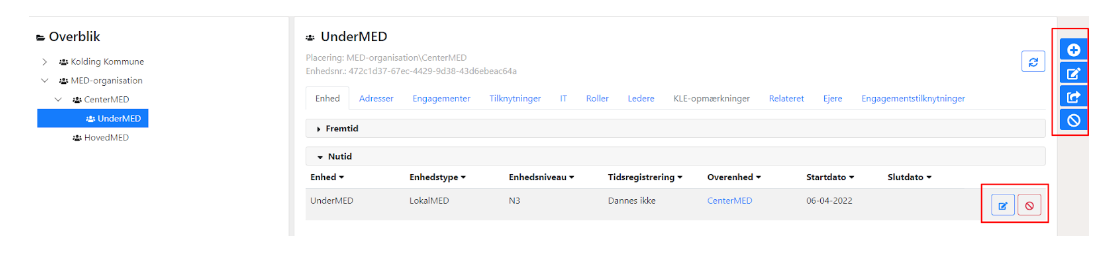 Overblik
Kolding Kommune
MED-organisation
CenterMED
UnderMED
HovedMED
UnderMED
Placering: MED-organisation\CenterMED
Enhedsnr.: 472c1d37-67ec-4429-9d38-43d6ebeac64a
Enhed Adresser Engagementer Tilknytninger IT Roller Ledere KLE-opmærkninger Relateret Ejere Engagementstilknytninger
Fremtid
Nutid
Enhed Enhedstype Enhedsniveau Tidsregistrering Overenhed Startdato Slutdato
UnderMED LokalMED N3 Dannes ikke CenterMED 06-04-2022